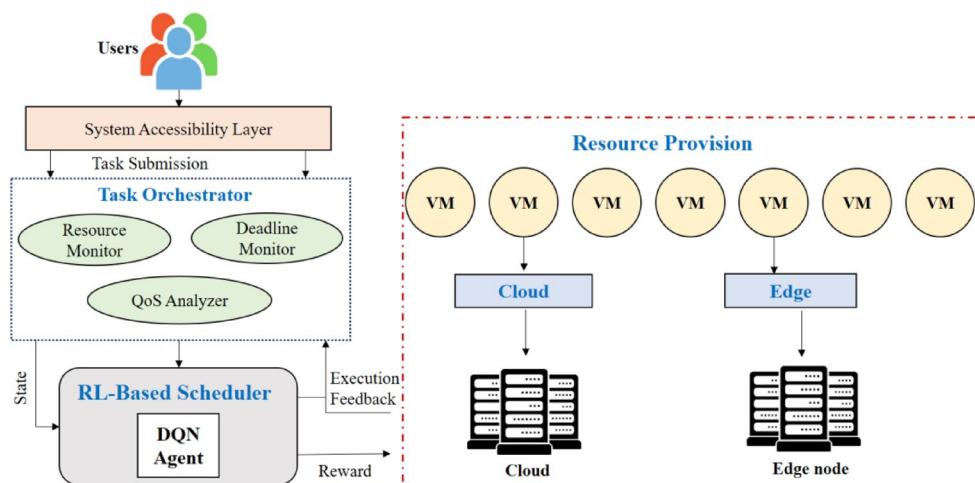 Users
System Accessibility Layer
Task Submission
Task Orchestrator
Resource
Monitor
Deadline
Monitor
QoS Analyzer
State
RL-Based Scheduler
DQN
Agent
Execution
Feedback
Reward
Resource Provision
VM VM VM VM VM VM VM
Cloud
Edge
Cloud
Edge node